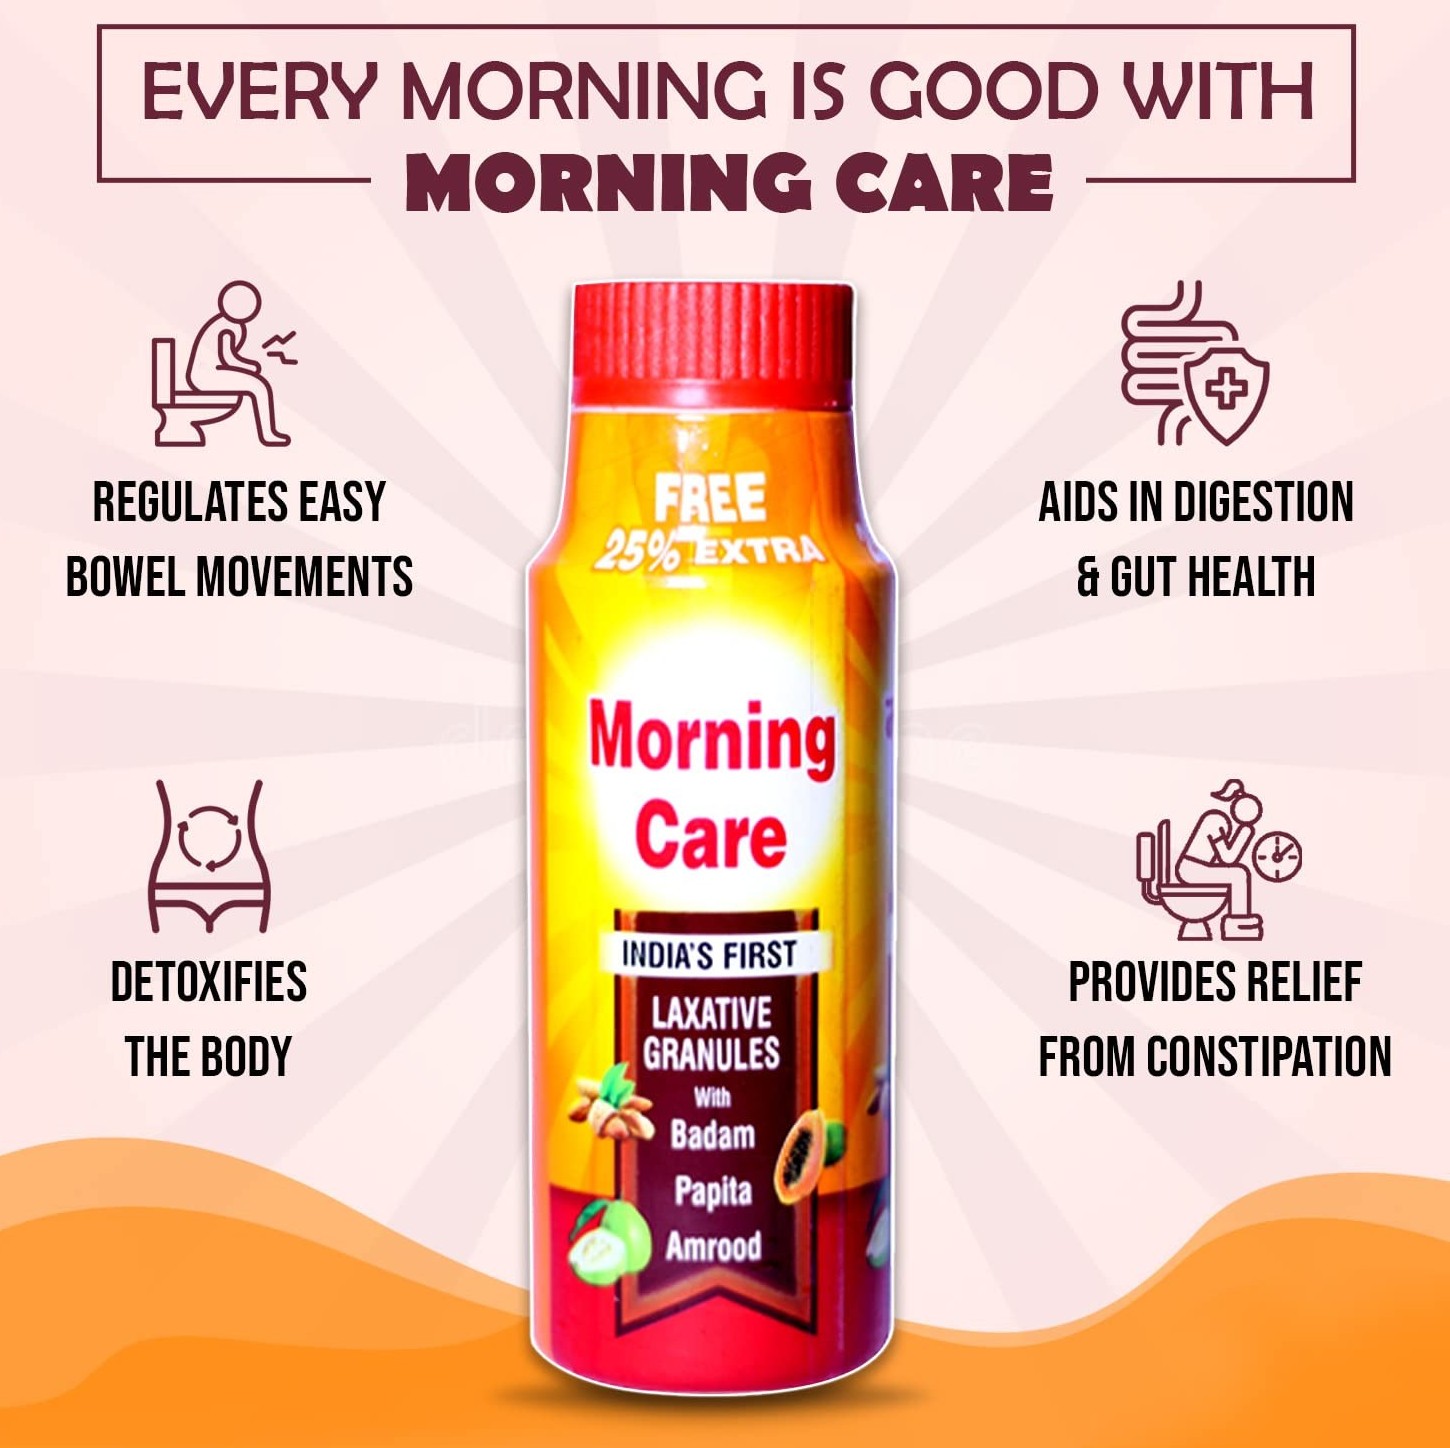 EVERY MORNING IS GOOD WITH
MORNING CARE
REGULATES EASY
BOWEL MOVEMENTS
AIDS IN DIGESTION
& GUT HEALTH
FREE
25% EXTRA
Morning
Care
INDIA'S FIRST
LAXATIVE
GRANULES
With
Badam
Papita
Amrood
DETOXIFIES
THE BODY
PROVIDES RELIEF
FROM CONSTIPATION